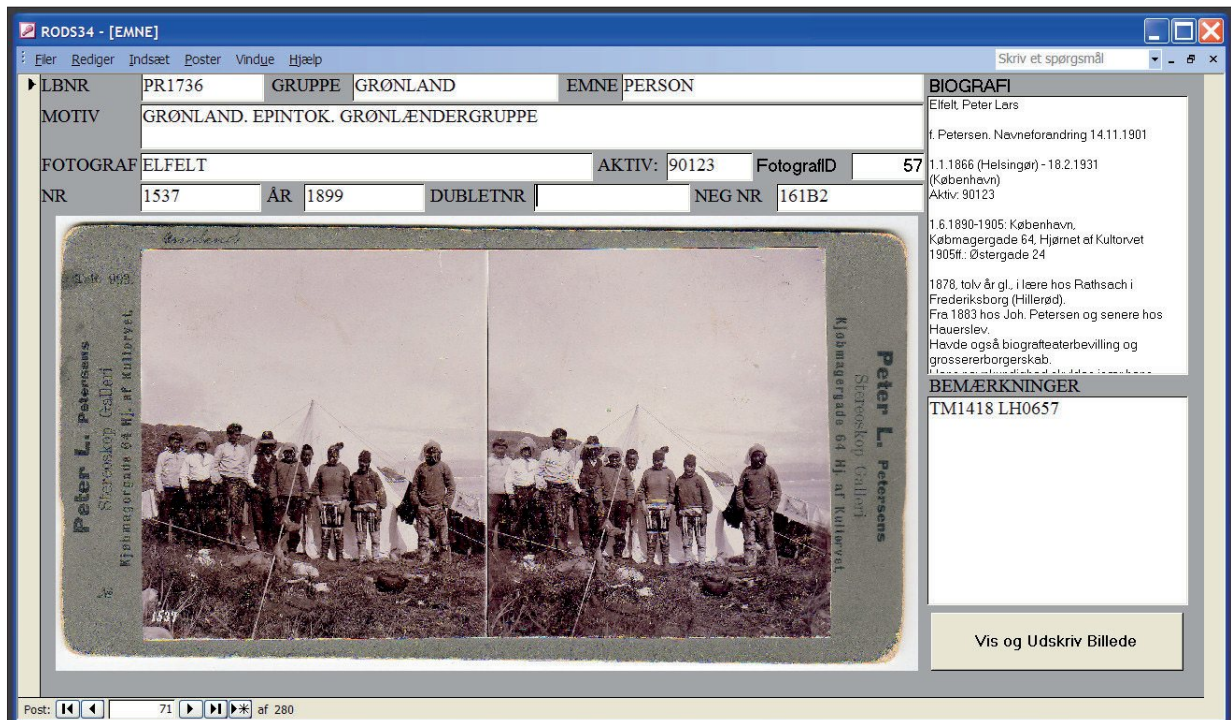 RODS34 - [EMNE]
Filer Rediger Indsæt Poster Vindue Hjælp Skriv et spørgsmål
LBNR PR1736 GRUPPE GRØNLAND EMNE PERSON
MOTIV GRØNLAND. EPINTOK. GRØNLÆNDERGRUPPE
FOTOGRAF ELFELT AKTIV: 90123 FotografID 57
NR 1537 ÅR 1899 DUBLETNR NEG NR 161B2
BIOGRAFI
Elfelt, Peter Lars
f. Petersen. Navneforandring 14.11.1901
1.1.1866 (Helsingør) - 18.2.1931
(København)
Aktiv: 90123
1.6.1890-1905: København,
Købmagergade 64, Hjørnet af Kultorvet
1905ff.: Østergade 24
1878, tolv år gl., i lære hos Rathsach i
Frederiksborg (Hillerød).
Fra 1883 hos Joh. Petersen og senere hos
Hauerslev.
Havde også biografteaterbevilling og
grossererborgerskab.
BEMÆRKNINGER
TM1418 LH0657
Peter L. Petersens
Stereoskop Galleri
Kjøbmagergade 64 Hj. af Kultorvet.
1537
Peter L. Petersens
Stereoskop Galleri
Kjøbmagergade 64 Hj. af Kultorvet.
Vis og Udskriv Billede
Post: 71 af 280